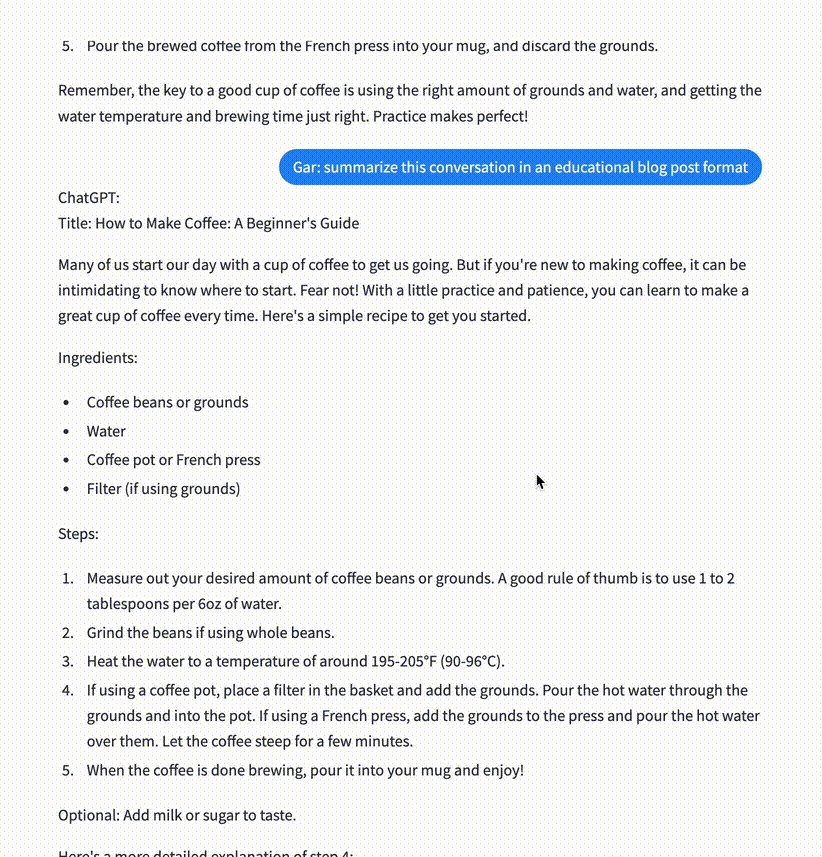 5. Pour the brewed coffee from the French press into your mug, and discard the grounds.
Remember, the key to a good cup of coffee is using the right amount of grounds and water, and getting the
water temperature and brewing time just right. Practice makes perfect!
Gar: summarize this conversation in an educational blog post format
ChatGPT:
Title: How to Make Coffee: A Beginner's Guide
Many of us start our day with a cup of coffee to get us going. But if you're new to making coffee, it can be
intimidating to know where to start. Fear not! With a little practice and patience, you can learn to make a
great cup of coffee every time. Here's a simple recipe to get you started.
Ingredients:
• Coffee beans or grounds
• Water
• Coffee pot or French press
• Filter (if using grounds)
Steps:
1. Measure out your desired amount of coffee beans or grounds. A good rule of thumb is to use 1 to 2
tablespoons per 6oz of water.
2. Grind the beans if using whole beans.
3. Heat the water to a temperature of around 195-205°F (90-96°C).
4. If using a coffee pot, place a filter in the basket and add the grounds. Pour the hot water through the
grounds and into the pot. If using a French press, add the grounds to the press and pour the hot water
over them. Let the coffee steep for a few minutes.
5. When the coffee is done brewing, pour it into your mug and enjoy!
Optional: Add milk or sugar to taste.
Here's a more detailed explanation of step 4: